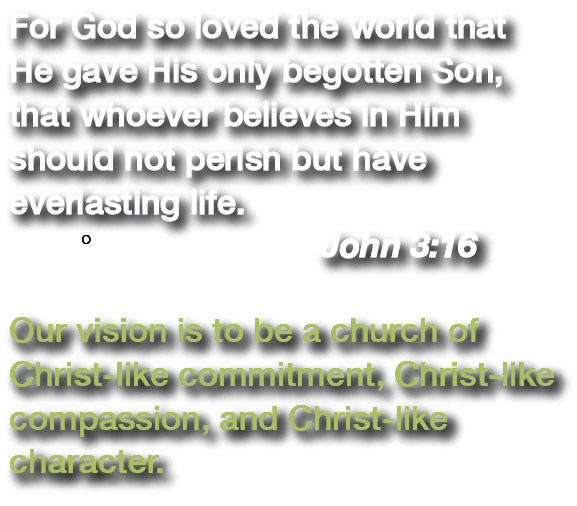 For God so loved the world that
He gave His only begotten Son,
that whoever believes in Him
should not perish but have
everlasting life.
o
John 3:16
Our vision is to be a church of
Christ-like commitment, Christ-like
compassion, and Christ-like
character.